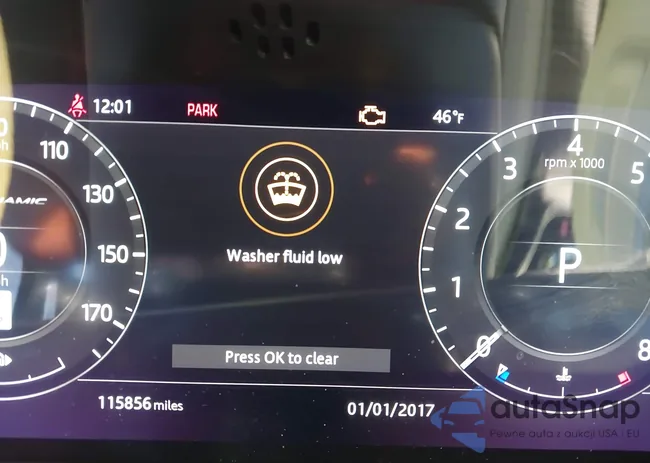 12:01 PARK 46°F
110
130
150
170
Washer fluid low
Press OK to clear
115856 miles 01/01/2017
rpm x 1000
0 1 2 3 4 5 8
P
autaSnap
Pewne auta z aukcji USA i EU